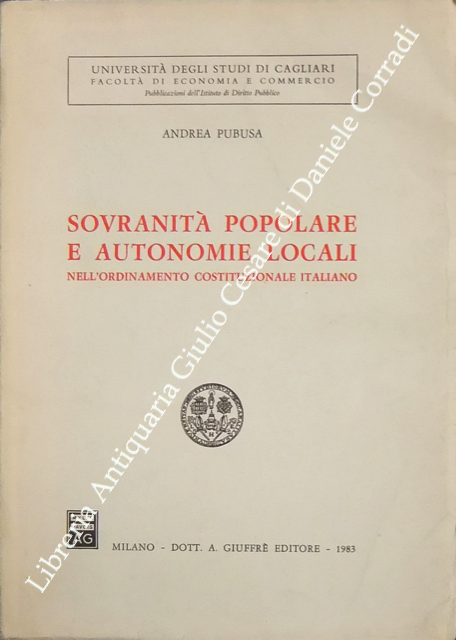 UNIVERSITÀ DEGLI STUDI DI CAGLIARI
FACOLTÀ DI ECONOMIA E COMMERCIO
Pubblicazioni dell'Istituto di Diritto Pubblico
ANDREA PUBUSA
SOVRANITÀ POPOLARE
E AUTONOMIE LOCALI
NELL'ORDINAMENTO COSTITUZIONALE ITALIANO
AG
MILANO - DOTT. A. GIUFFRÈ EDITORE - 1983
Libreria Antiquaria Giulio Cesare di Daniele Corradi